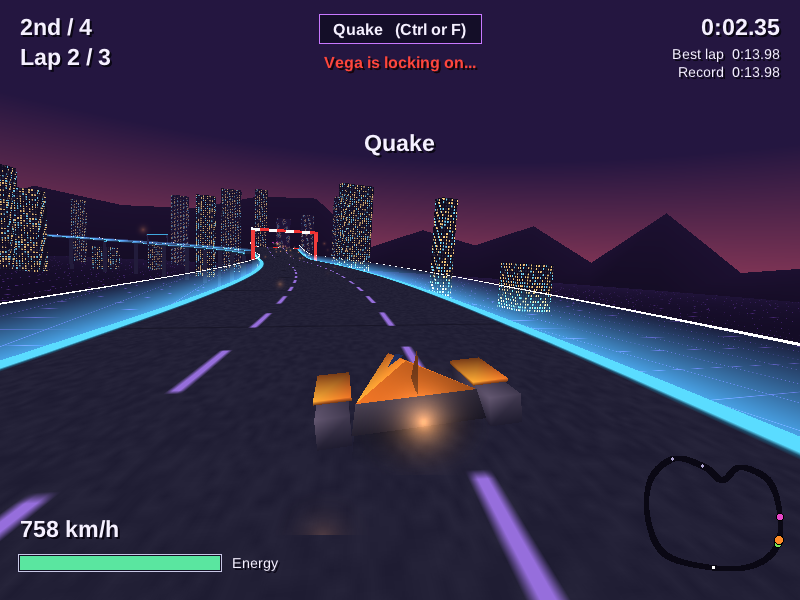 2nd / 4
Lap 2 / 3
Quake (Ctrl or F)
Vega is locking on...
0:02.35
Best lap 0:13.98
Record 0:13.98
Quake
758 km/h
Energy